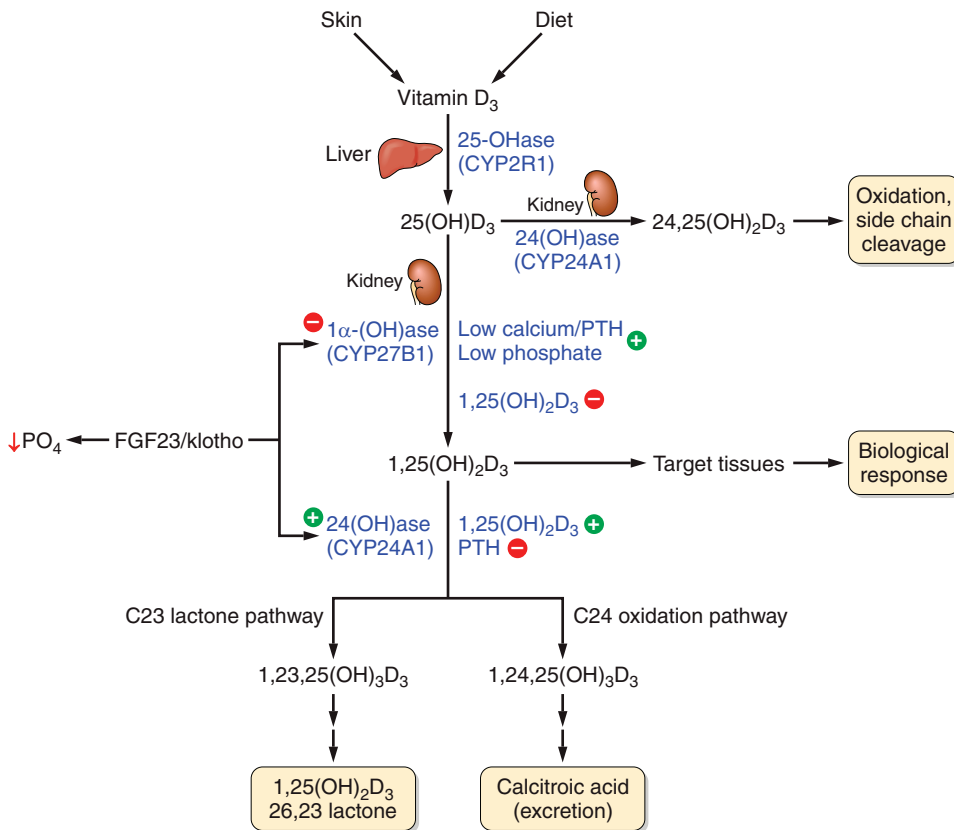 Skin
Diet
Vitamin D₃
Liver
25-OHase
(CYP2R1)
25(OH)D₃
Kidney
24(OH)ase
(CYP24A1)
24,25(OH)₂D₃
Oxidation,
side chain
cleavage
Kidney
1α-(OH)ase
(CYP27B1)
Low calcium/PTH
Low phosphate
1,25(OH)₂D₃
↓PO₄
FGF23/klotho
1,25(OH)₂D₃
Target tissues
Biological
response
24(OH)ase
(CYP24A1)
1,25(OH)₂D₃
PTH
C23 lactone pathway
C24 oxidation pathway
1,23,25(OH)₃D₃
1,24,25(OH)₃D₃
1,25(OH)₂D₃
26,23 lactone
Calcitroic acid
(excretion)